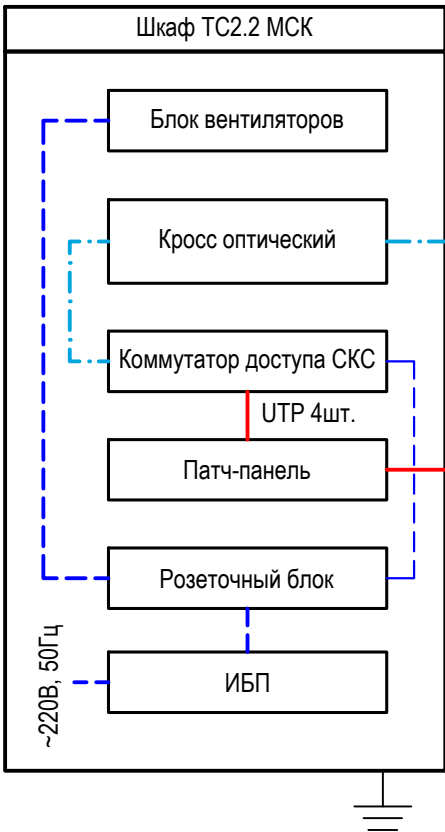 Шкаф ТС2.2 МСК
Блок вентиляторов
Кросс оптический
Коммутатор доступа СКС
UTP 4шт.
Патч-панель
Розеточный блок
ИБП
~220В, 50Гц